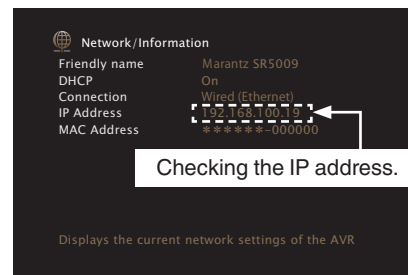 Network/Information
Friendly name Marantz SR5009
DHCP On
Connection Wired (Ethernet)
IP Address 192.168.100.19
MAC Address ******-000000
Checking the IP address.
Displays the current network settings of the AVR